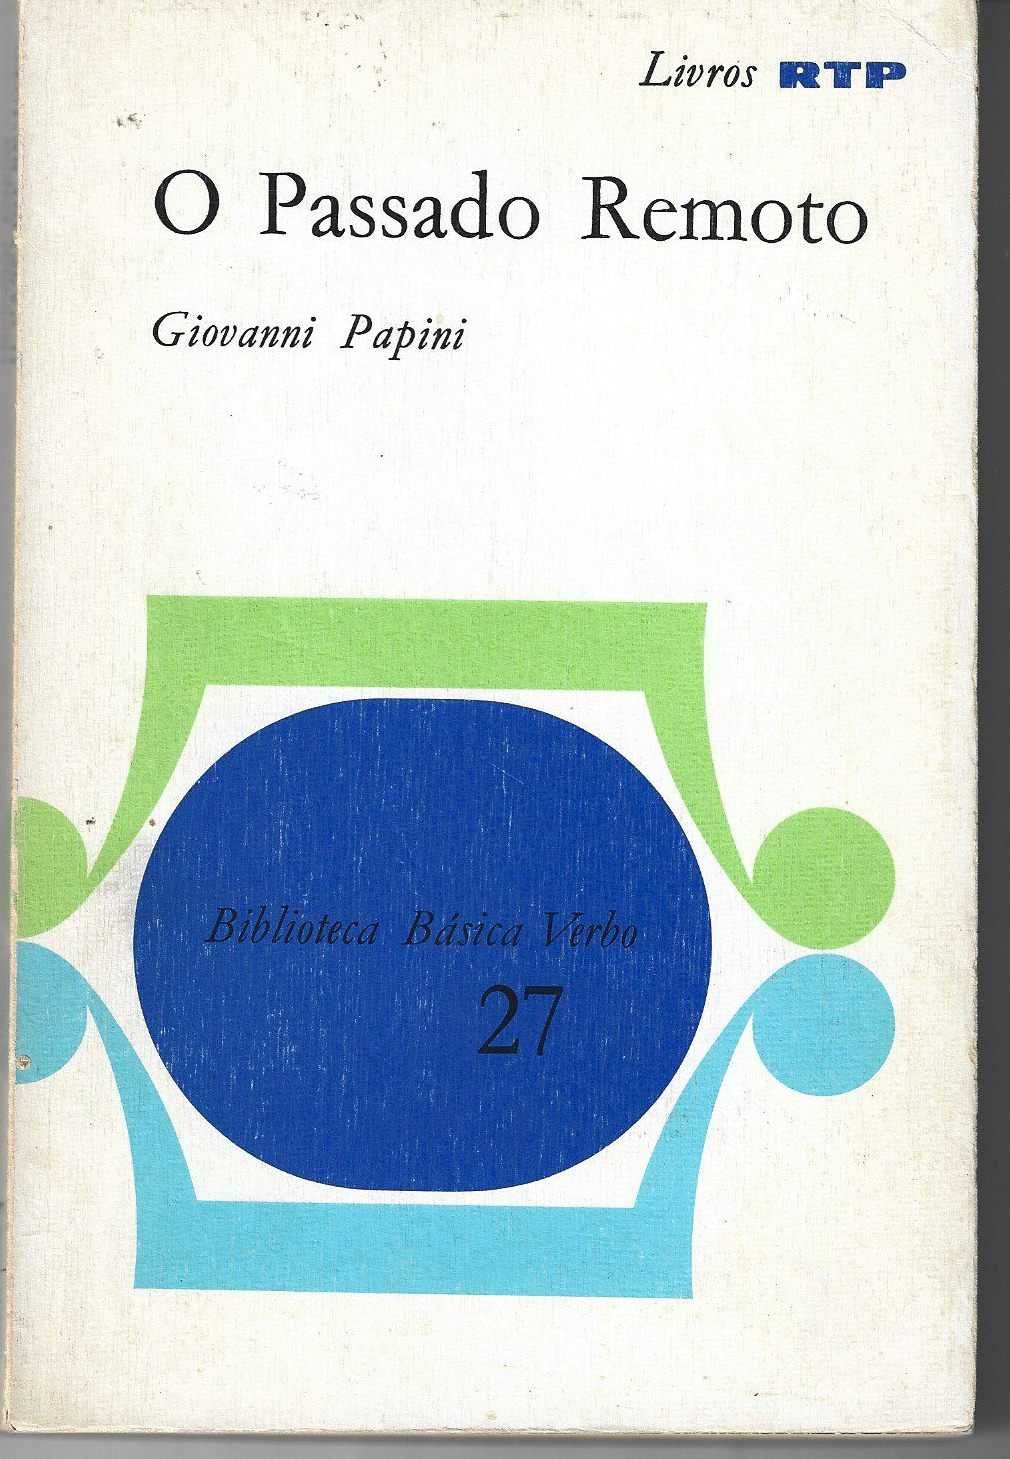 Livros RTP
O Passado Remoto
Giovanni Papini
Biblioteca Básica Verbo
27